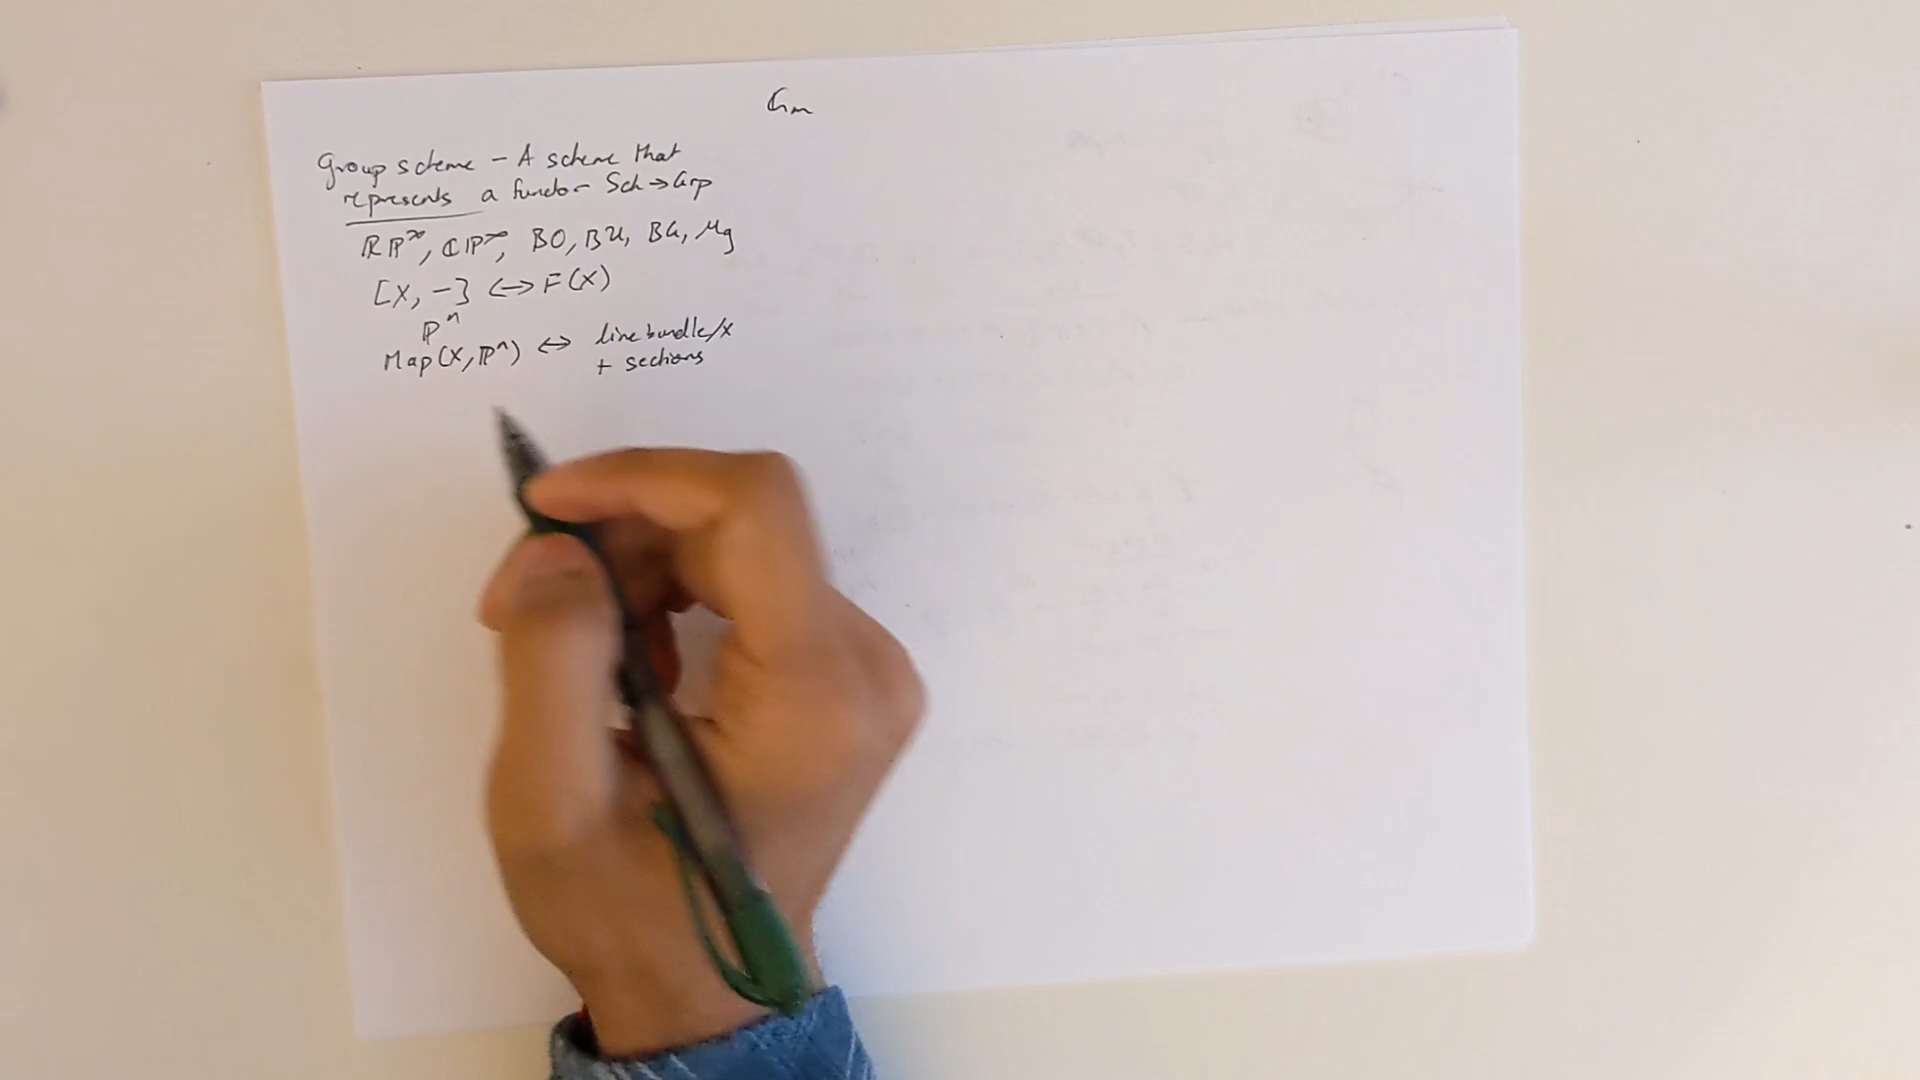 Gm
Group scheme – A scheme that
represents a functor Sch → Grp
ℝP^∞, ℂP^∞, BO, BU, BG, Mg
[X, -] ↔ F(X)
ℙ^n
Map(X, ℙ^n) ↔ line bundle/X
+ sections